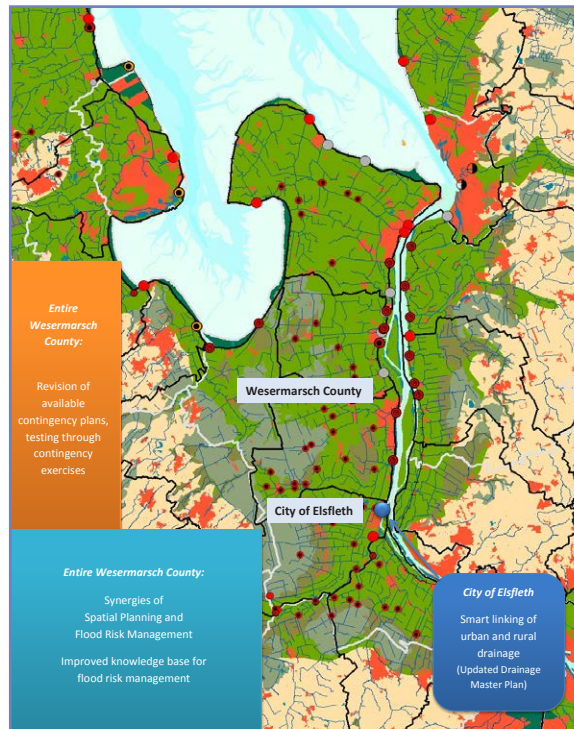 Entire
Wesermarsch
County:
Revision of
available
contingency plans,
testing through
contingency
exercises
Wesermarsch County
City of Elsfleth
Entire Wesermarsch County:
Synergies of
Spatial Planning and
Flood Risk Management
Improved knowledge base for
flood risk management
City of Elsfleth
Smart linking of
urban and rural
drainage
(Updated Drainage
Master Plan)